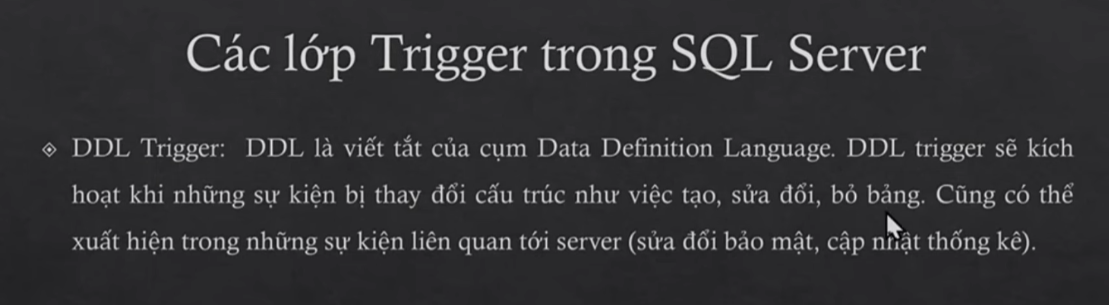 Các lớp Trigger trong SQL Server
DDL Trigger: DDL là viết tắt của cụm Data Definition Language. DDL trigger sẽ kích
hoạt khi những sự kiện bị thay đổi cấu trúc như việc tạo, sửa đổi, bỏ bảng. Cũng có thể
xuất hiện trong những sự kiện liên quan tới server (sửa đổi bảo mật, cập nhật thống kê).